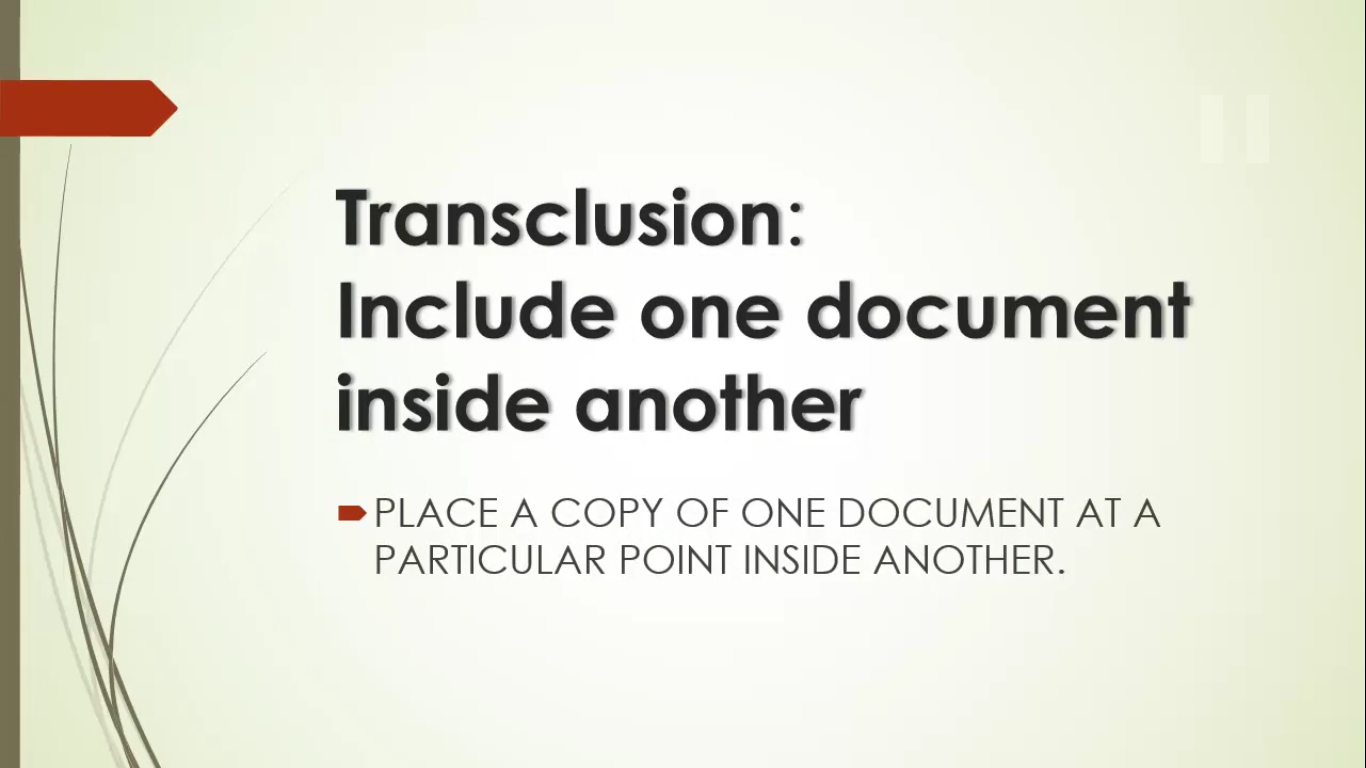 Transclusion:
Include one document
inside another
PLACE A COPY OF ONE DOCUMENT AT A
PARTICULAR POINT INSIDE ANOTHER.